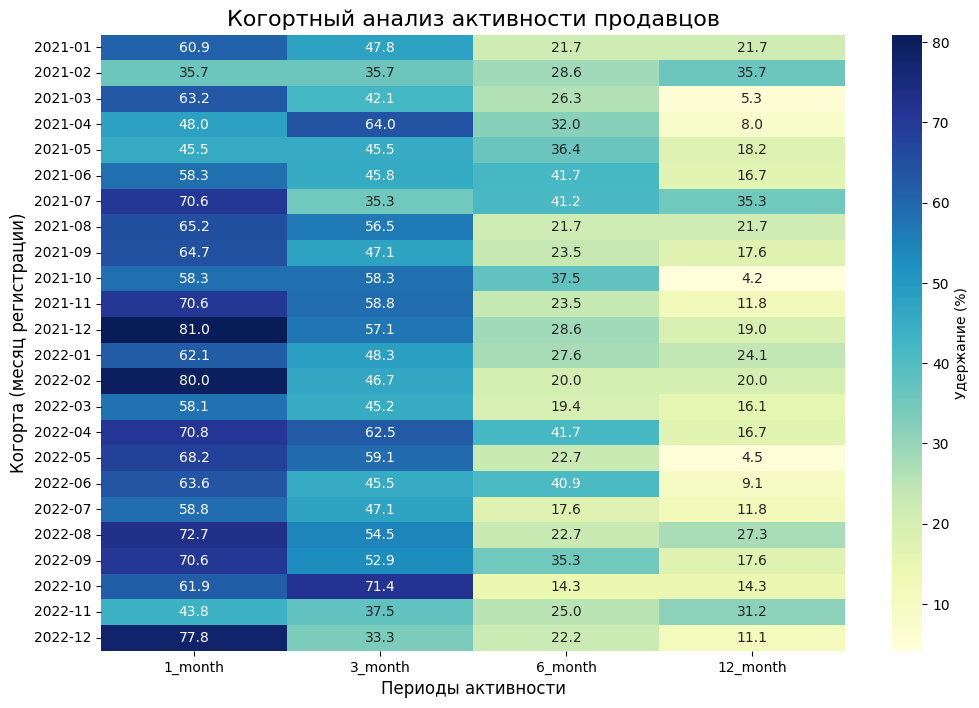 Когортный анализ активности продавцов
Когорта (месяц регистрации)
2021-01 60.9 47.8 21.7 21.7
2021-02 35.7 35.7 28.6 35.7
2021-03 63.2 42.1 26.3 5.3
2021-04 48.0 64.0 32.0 8.0
2021-05 45.5 45.5 36.4 18.2
2021-06 58.3 45.8 41.7 16.7
2021-07 70.6 35.3 41.2 35.3
2021-08 65.2 56.5 21.7 21.7
2021-09 64.7 47.1 23.5 17.6
2021-10 58.3 58.3 37.5 4.2
2021-11 70.6 58.8 23.5 11.8
2021-12 81.0 57.1 28.6 19.0
2022-01 62.1 48.3 27.6 24.1
2022-02 80.0 46.7 20.0 20.0
2022-03 58.1 45.2 19.4 16.1
2022-04 70.8 62.5 41.7 16.7
2022-05 68.2 59.1 22.7 4.5
2022-06 63.6 45.5 40.9 9.1
2022-07 58.8 47.1 17.6 11.8
2022-08 72.7 54.5 22.7 27.3
2022-09 70.6 52.9 35.3 17.6
2022-10 61.9 71.4 14.3 14.3
2022-11 43.8 37.5 25.0 31.2
2022-12 77.8 33.3 22.2 11.1
1_month 3_month 6_month 12_month
Периоды активности
80
70
60
50
40
30
20
10
Удержание (%)